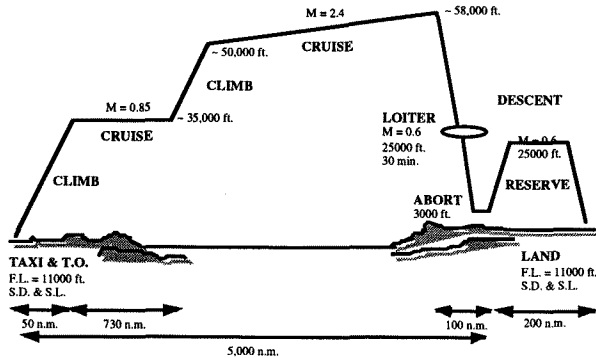 M = 2.4
~ 58,000 ft.
~ 50,000 ft.
CRUISE
CLIMB
M = 0.85
~ 35,000 ft.
CRUISE
CLIMB
LOITER
M = 0.6
25000 ft.
30 min.
DESCENT
M = 0.6
25000 ft.
RESERVE
ABORT
3000 ft.
TAXI & T.O.
F.L. = 11000 ft.
S.D. & S.L.
LAND
F.L. = 11000 ft.
S.D. & S.L.
50 n.m.
730 n.m.
100 n.m.
200 n.m.
5,000 n.m.